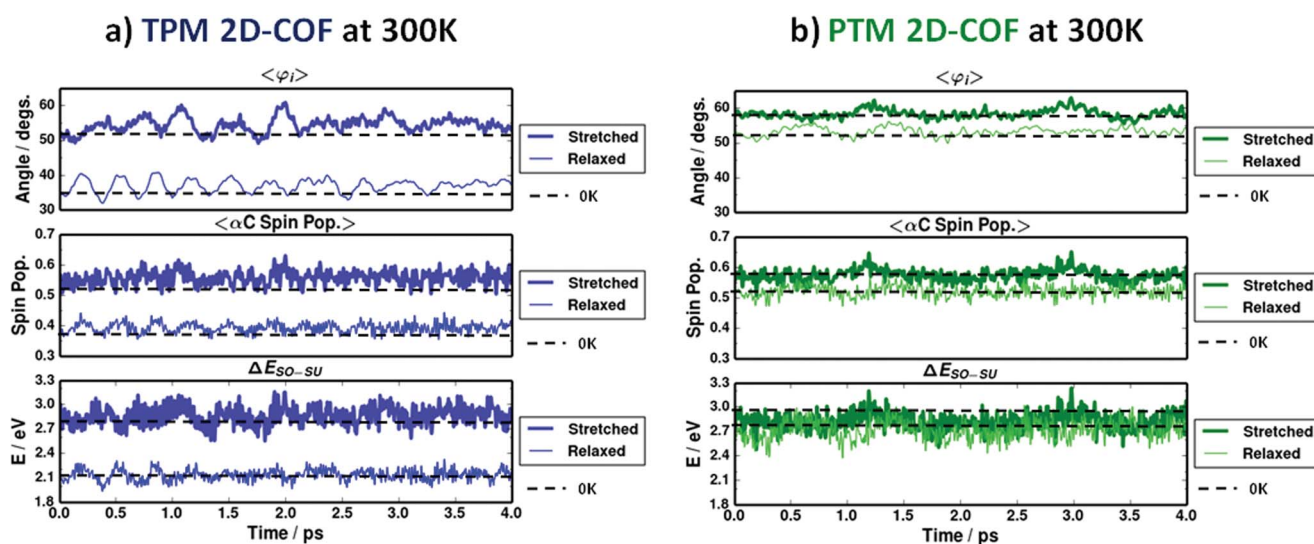 a) TPM 2D-COF at 300K
<φi>
Angle / degs.
60
50
40
30
Stretched
Relaxed
0K
<αC Spin Pop.>
Spin Pop.
0.7
0.6
0.5
0.4
0.3
Stretched
Relaxed
0K
ΔE_SO−SU
E / eV
3.3
3.0
2.7
2.4
2.1
1.8
Stretched
Relaxed
0K
0.0 0.5 1.0 1.5 2.0 2.5 3.0 3.5 4.0
Time / ps
b) PTM 2D-COF at 300K
<φi>
Angle / degs.
60
50
40
30
Stretched
Relaxed
0K
<αC Spin Pop.>
Spin Pop.
0.7
0.6
0.5
0.4
0.3
Stretched
Relaxed
0K
ΔE_SO−SU
E / eV
3.3
3.0
2.7
2.4
2.1
1.8
Stretched
Relaxed
0K
0.0 0.5 1.0 1.5 2.0 2.5 3.0 3.5 4.0
Time / ps